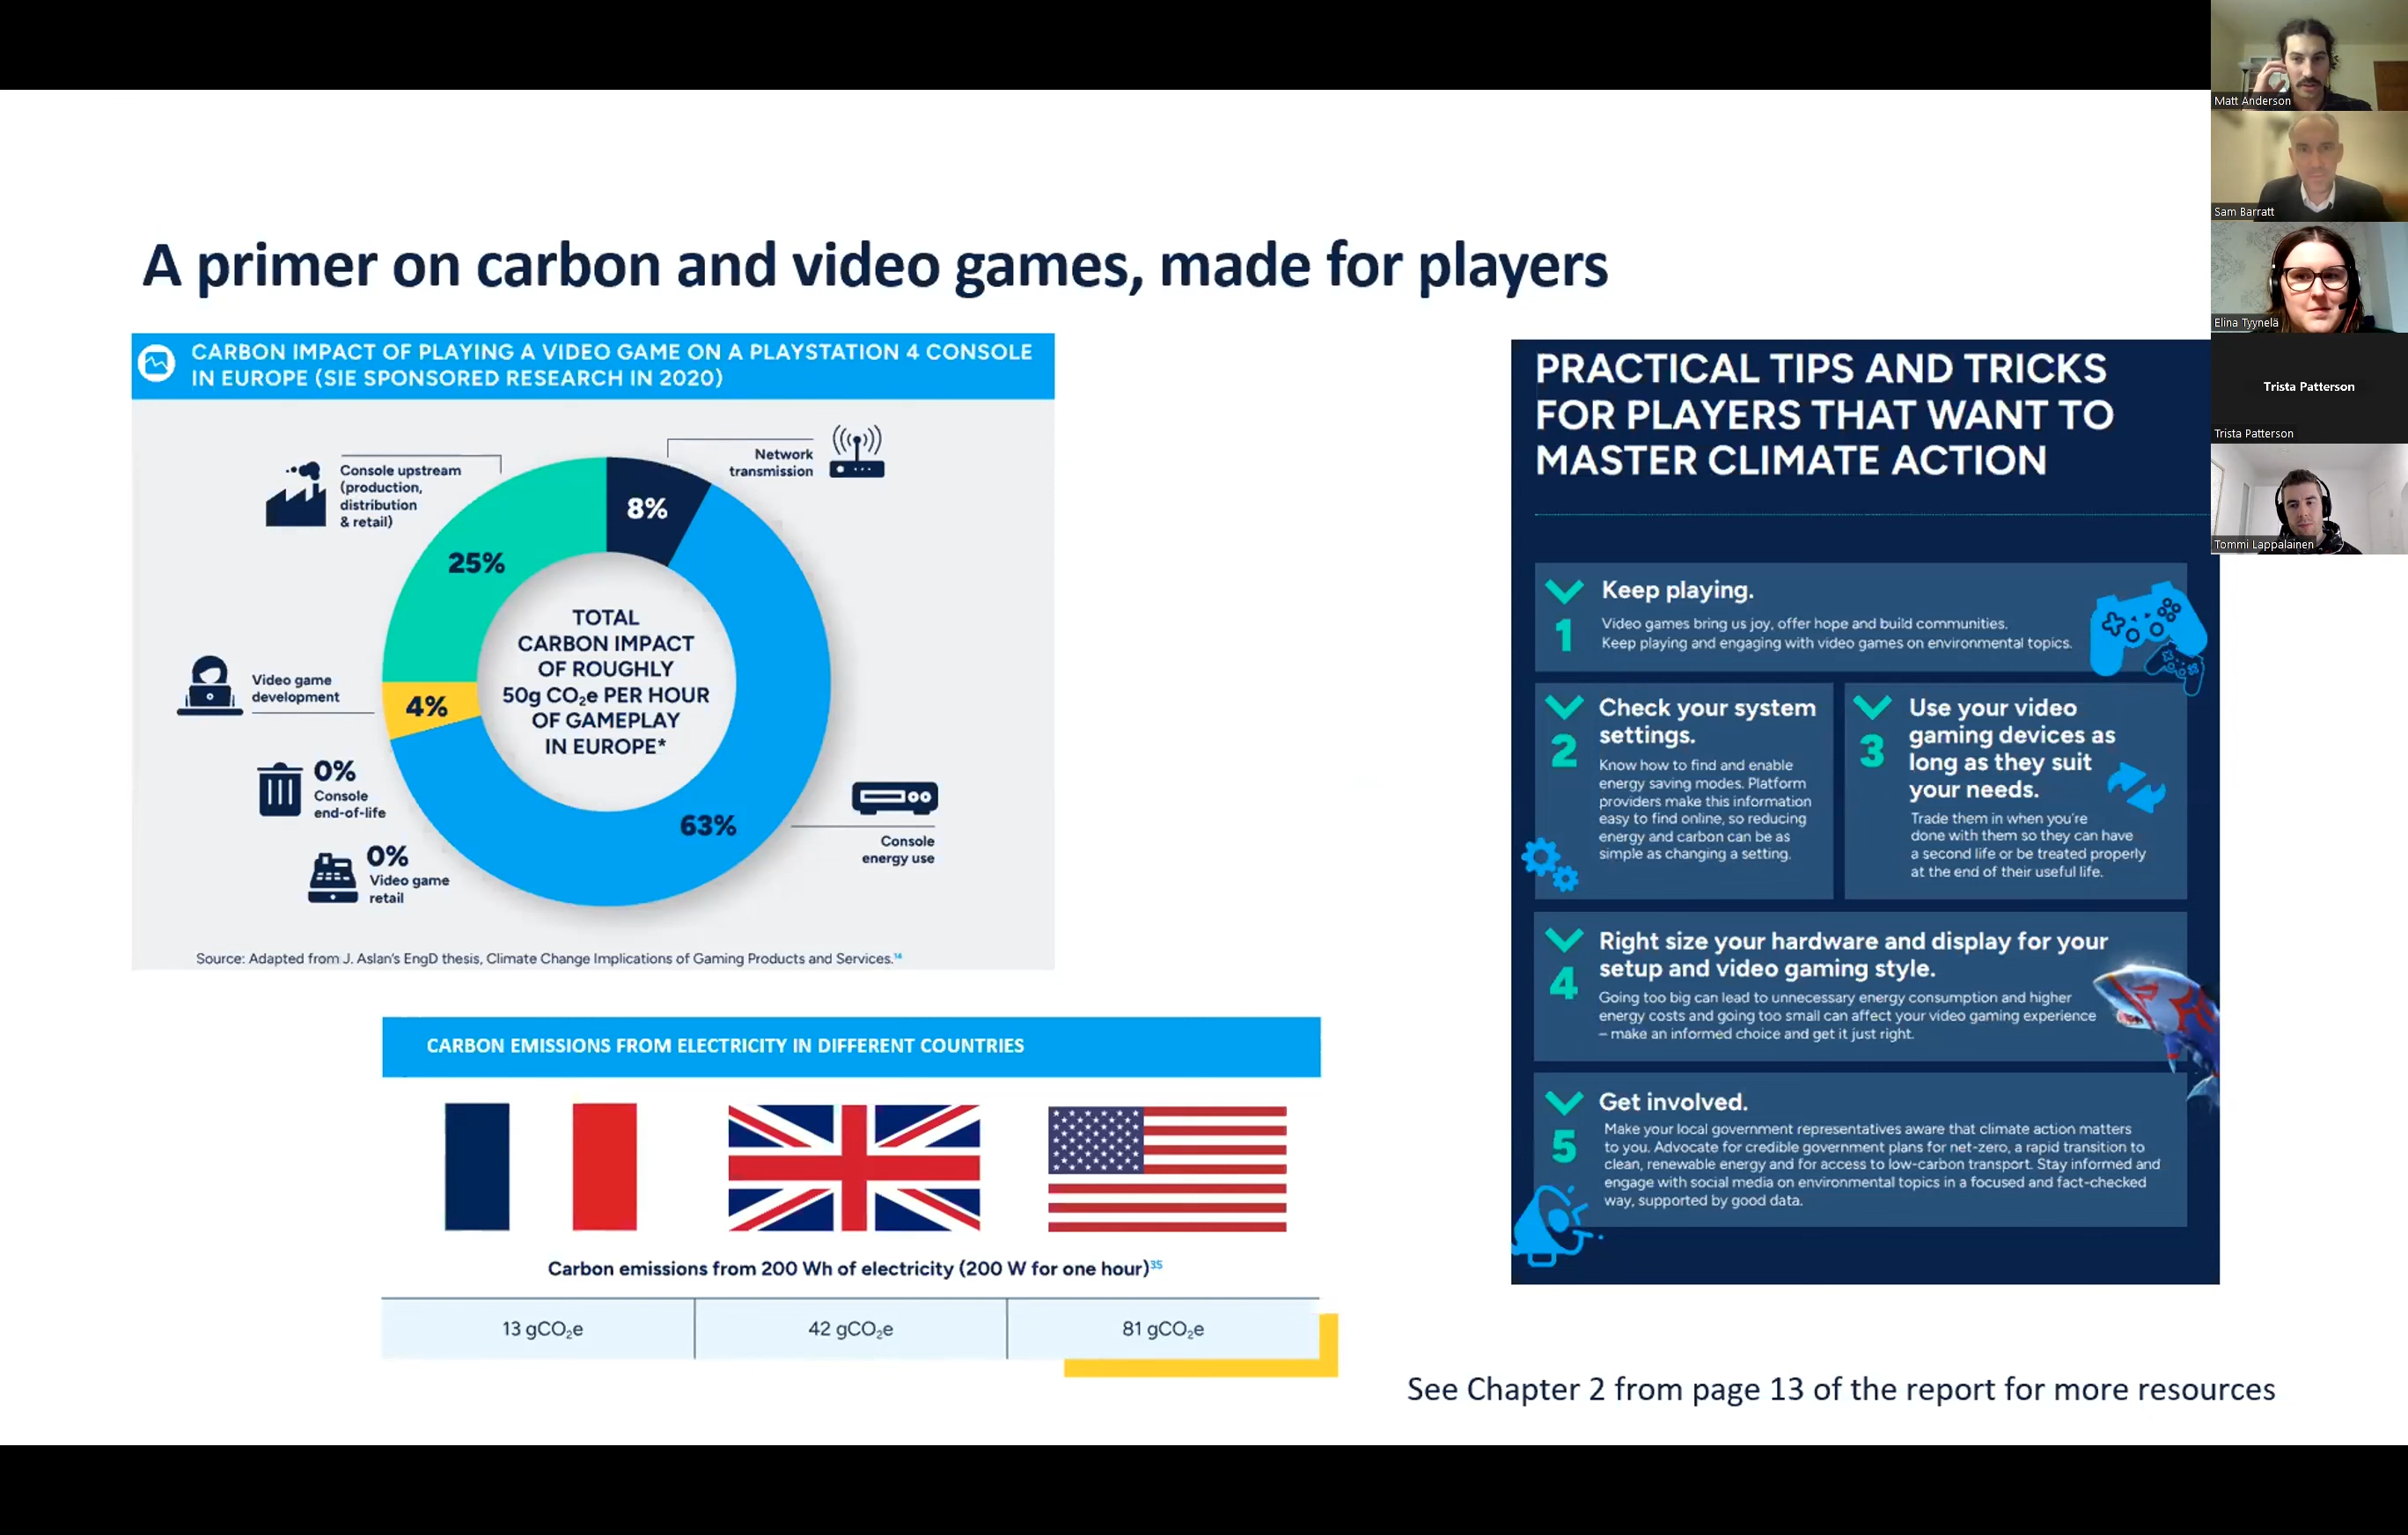 A primer on carbon and video games, made for players
CARBON IMPACT OF PLAYING A VIDEO GAME ON A PLAYSTATION 4 CONSOLE
IN EUROPE (SIE SPONSORED RESEARCH IN 2020)
Network
transmission
Console upstream
(production,
distribution
& retail)
8%
25%
TOTAL
CARBON IMPACT
OF ROUGHLY
50g CO₂e PER HOUR
OF GAMEPLAY
IN EUROPE*
Video game
development
4%
0%
Console
end-of-life
0%
Video game
retail
63%
Console
energy use
Source: Adapted from J. Aslan's EngD thesis, Climate Change Implications of Gaming Products and Services.¹⁴
CARBON EMISSIONS FROM ELECTRICITY IN DIFFERENT COUNTRIES
Carbon emissions from 200 Wh of electricity (200 W for one hour)³⁵
13 gCO₂e
42 gCO₂e
81 gCO₂e
PRACTICAL TIPS AND TRICKS
FOR PLAYERS THAT WANT TO
MASTER CLIMATE ACTION
1
Keep playing.
Video games bring us joy, offer hope and build communities.
Keep playing and engaging with video games on environmental topics.
2
Check your system
settings.
Know how to find and enable
energy saving modes. Platform
providers make this information
easy to find online, so reducing
energy and carbon can be as
simple as changing a setting.
3
Use your video
gaming devices as
long as they suit
your needs.
Trade them in when you're
done with them so they can have
a second life or be treated properly
at the end of their useful life.
4
Right size your hardware and display for your
setup and video gaming style.
Going too big can lead to unnecessary energy consumption and higher
energy costs and going too small can affect your video gaming experience
– make an informed choice and get it just right.
5
Get involved.
Make your local government representatives aware that climate action matters
to you. Advocate for credible government plans for net-zero, a rapid transition to
clean, renewable energy and for access to low-carbon transport. Stay informed and
engage with social media on environmental topics in a focused and fact-checked
way, supported by good data.
See Chapter 2 from page 13 of the report for more resources
Matt Anderson
Sam Barratt
Elina Tyynelä
Trista Patterson
Trista Patterson
Tommi Lappalainen